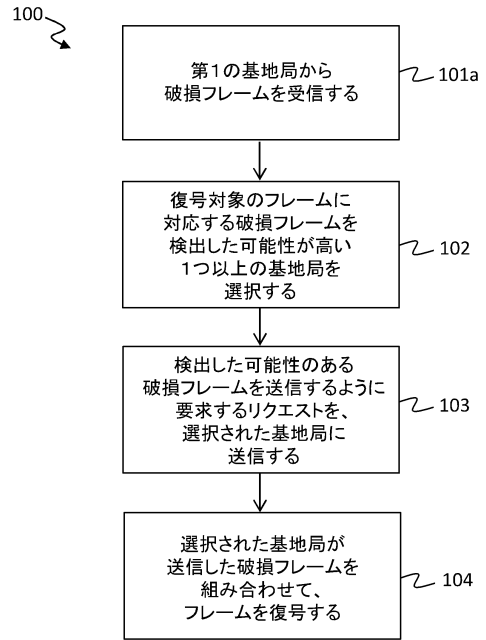 100
第1の基地局から
破損フレームを受信する
101a
復号対象のフレームに
対応する破損フレームを
検出した可能性が高い
1つ以上の基地局を
選択する
102
検出した可能性のある
破損フレームを送信するように
要求するリクエストを、
選択された基地局に
送信する
103
選択された基地局が
送信した破損フレームを
組み合わせて、
フレームを復号する
104